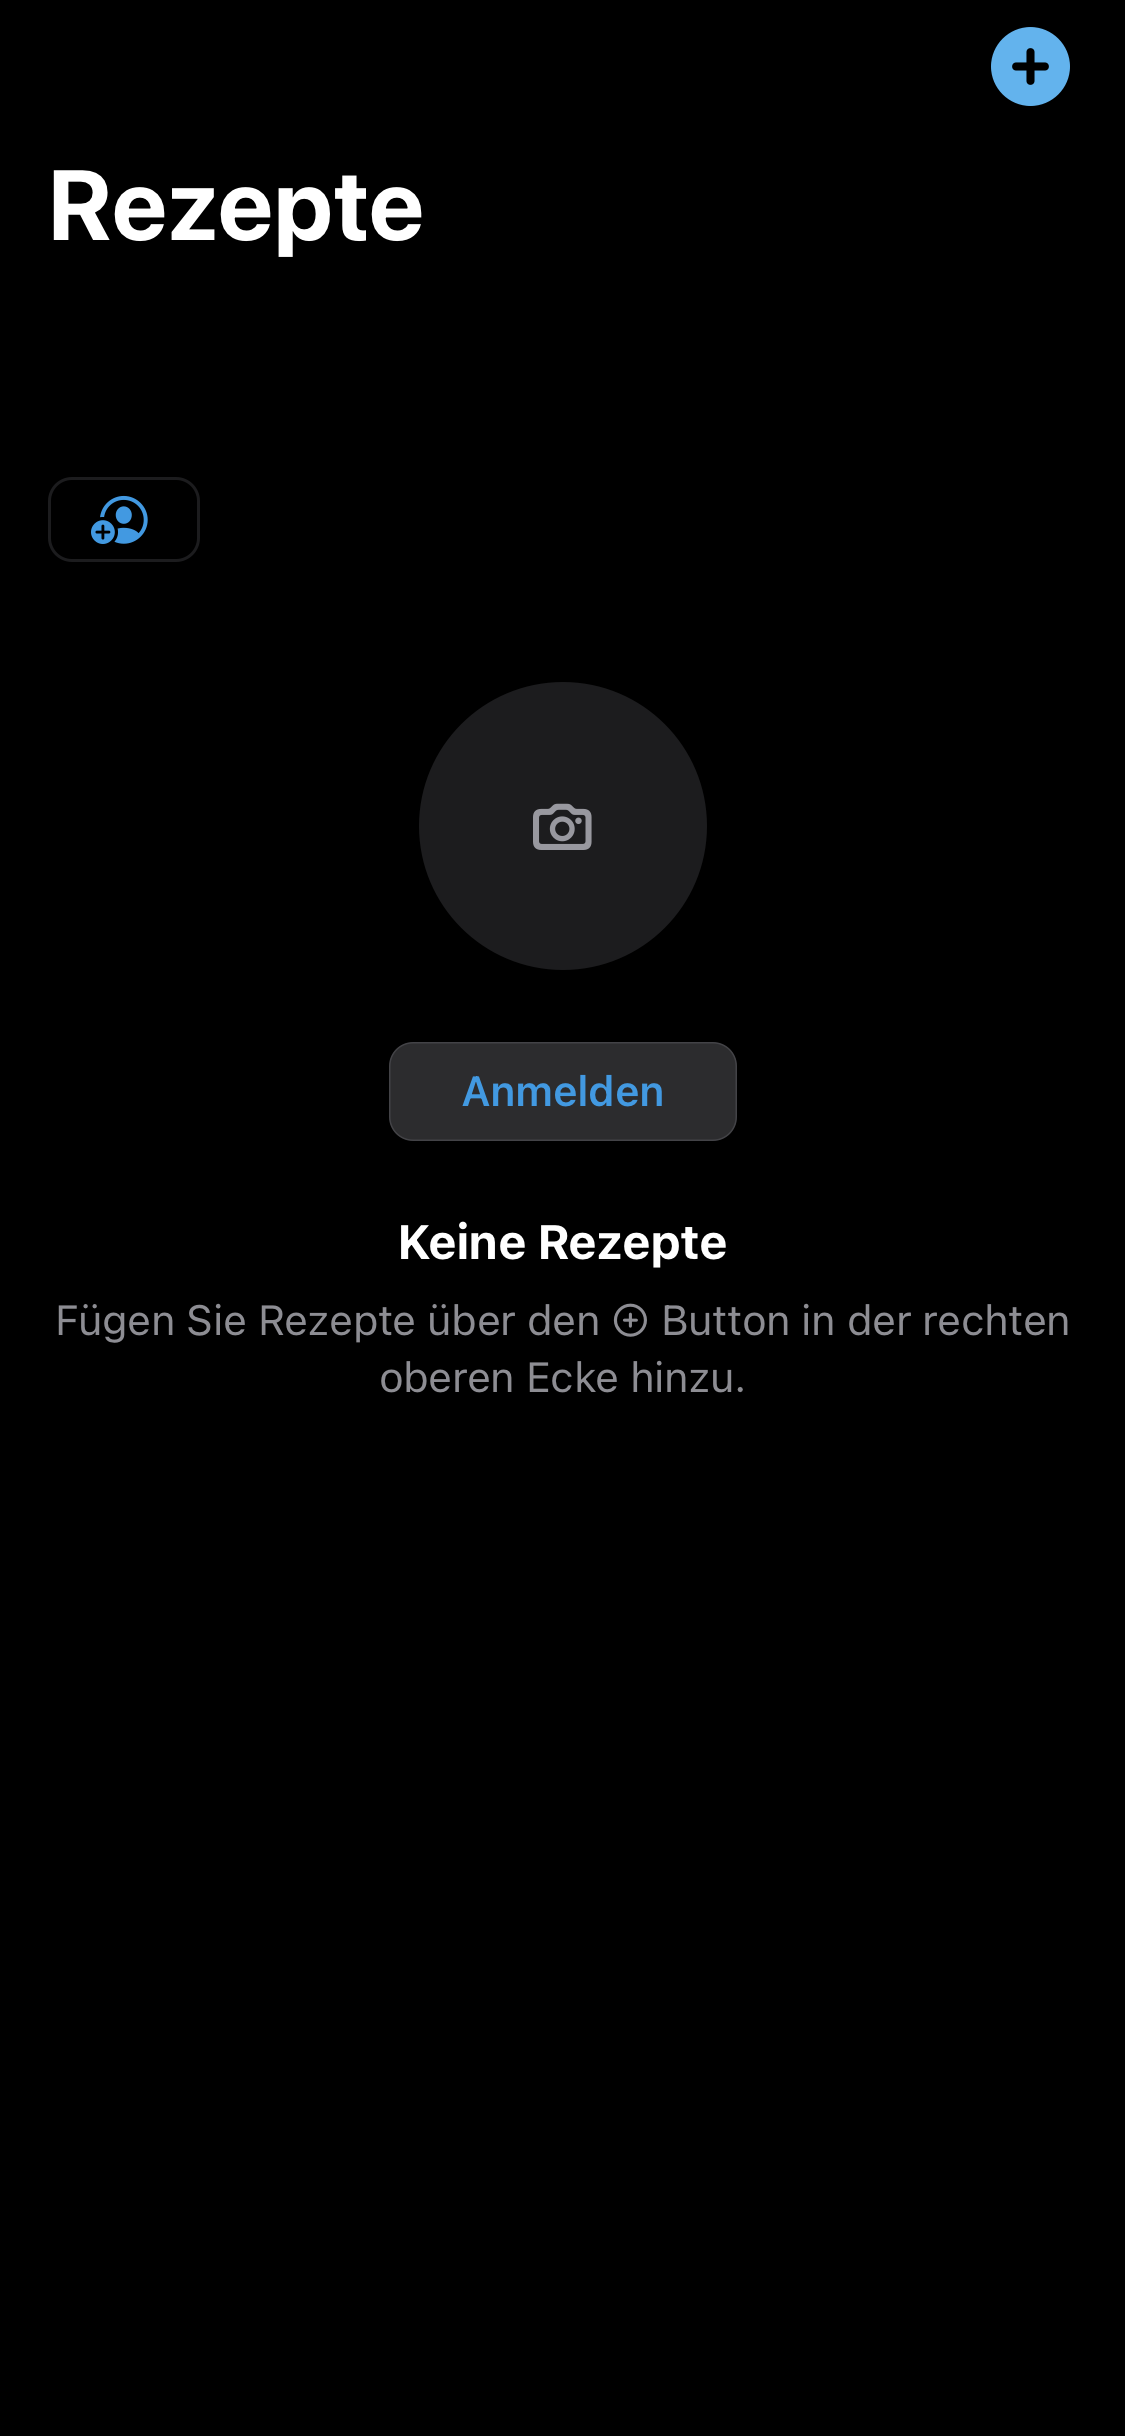 Rezepte
Anmelden
Keine Rezepte
Fügen Sie Rezepte über den ⊕ Button in der rechten
oberen Ecke hinzu.